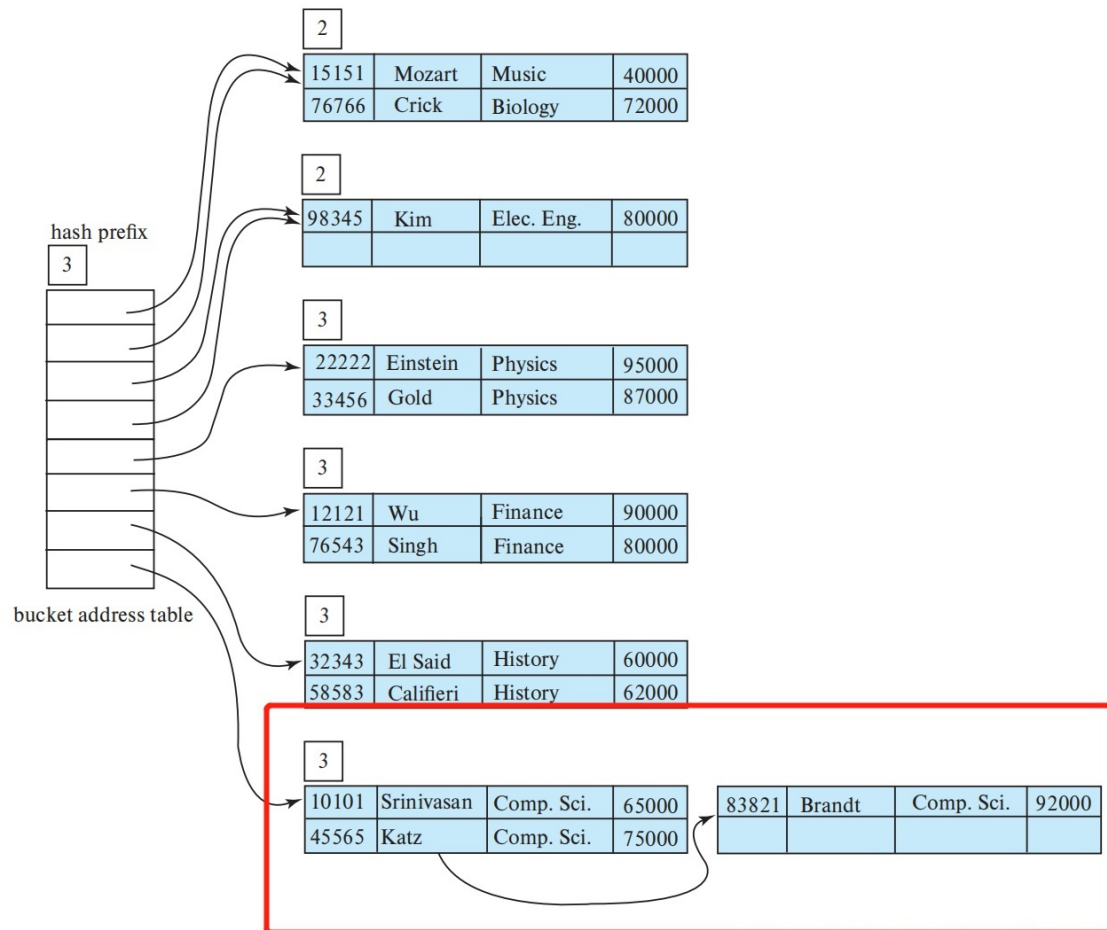 2
15151 Mozart Music 40000
76766 Crick Biology 72000
2
98345 Kim Elec. Eng. 80000
hash prefix
3
3
22222 Einstein Physics 95000
33456 Gold Physics 87000
3
12121 Wu Finance 90000
76543 Singh Finance 80000
bucket address table
3
32343 El Said History 60000
58583 Califieri History 62000
3
10101 Srinivasan Comp. Sci. 65000
45565 Katz Comp. Sci. 75000
83821 Brandt Comp. Sci. 92000